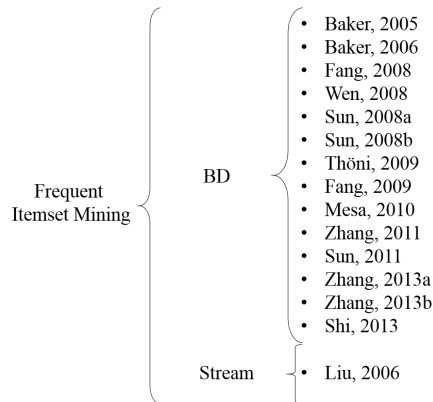 Frequent
Itemset Mining
BD
• Baker, 2005
• Baker, 2006
• Fang, 2008
• Wen, 2008
• Sun, 2008a
• Sun, 2008b
• Thöni, 2009
• Fang, 2009
• Mesa, 2010
• Zhang, 2011
• Sun, 2011
• Zhang, 2013a
• Zhang, 2013b
• Shi, 2013
Stream
• Liu, 2006